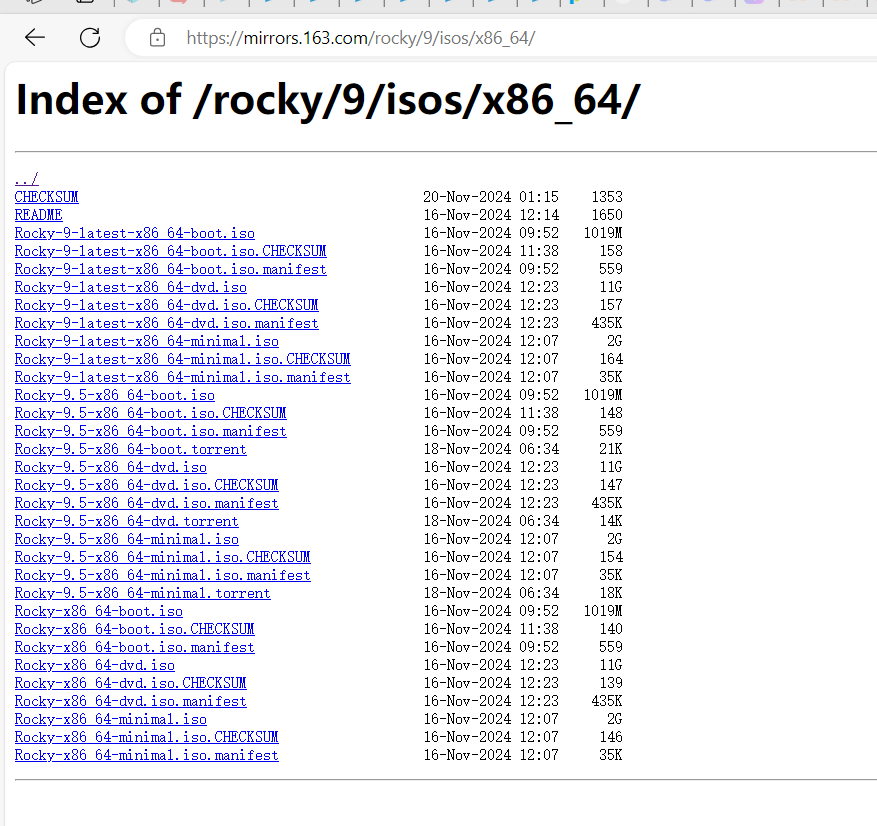 https://mirrors.163.com/rocky/9/isos/x86_64/
Index of /rocky/9/isos/x86_64/
../
CHECKSUM 20-Nov-2024 01:15 1353
README 16-Nov-2024 12:14 1650
Rocky-9-latest-x86_64-boot.iso 16-Nov-2024 09:52 1019M
Rocky-9-latest-x86_64-boot.iso.CHECKSUM 16-Nov-2024 11:38 158
Rocky-9-latest-x86_64-boot.iso.manifest 16-Nov-2024 09:52 559
Rocky-9-latest-x86_64-dvd.iso 16-Nov-2024 12:23 11G
Rocky-9-latest-x86_64-dvd.iso.CHECKSUM 16-Nov-2024 12:23 157
Rocky-9-latest-x86_64-dvd.iso.manifest 16-Nov-2024 12:23 435K
Rocky-9-latest-x86_64-minimal.iso 16-Nov-2024 12:07 2G
Rocky-9-latest-x86_64-minimal.iso.CHECKSUM 16-Nov-2024 12:07 164
Rocky-9-latest-x86_64-minimal.iso.manifest 16-Nov-2024 12:07 35K
Rocky-9.5-x86_64-boot.iso 16-Nov-2024 09:52 1019M
Rocky-9.5-x86_64-boot.iso.CHECKSUM 16-Nov-2024 11:38 148
Rocky-9.5-x86_64-boot.iso.manifest 16-Nov-2024 09:52 559
Rocky-9.5-x86_64-boot.torrent 18-Nov-2024 06:34 21K
Rocky-9.5-x86_64-dvd.iso 16-Nov-2024 12:23 11G
Rocky-9.5-x86_64-dvd.iso.CHECKSUM 16-Nov-2024 12:23 147
Rocky-9.5-x86_64-dvd.iso.manifest 16-Nov-2024 12:23 435K
Rocky-9.5-x86_64-dvd.torrent 18-Nov-2024 06:34 14K
Rocky-9.5-x86_64-minimal.iso 16-Nov-2024 12:07 2G
Rocky-9.5-x86_64-minimal.iso.CHECKSUM 16-Nov-2024 12:07 154
Rocky-9.5-x86_64-minimal.iso.manifest 16-Nov-2024 12:07 35K
Rocky-9.5-x86_64-minimal.torrent 18-Nov-2024 06:34 18K
Rocky-x86_64-boot.iso 16-Nov-2024 09:52 1019M
Rocky-x86_64-boot.iso.CHECKSUM 16-Nov-2024 11:38 140
Rocky-x86_64-boot.iso.manifest 16-Nov-2024 09:52 559
Rocky-x86_64-dvd.iso 16-Nov-2024 12:23 11G
Rocky-x86_64-dvd.iso.CHECKSUM 16-Nov-2024 12:23 139
Rocky-x86_64-dvd.iso.manifest 16-Nov-2024 12:23 435K
Rocky-x86_64-minimal.iso 16-Nov-2024 12:07 2G
Rocky-x86_64-minimal.iso.CHECKSUM 16-Nov-2024 12:07 146
Rocky-x86_64-minimal.iso.manifest 16-Nov-2024 12:07 35K